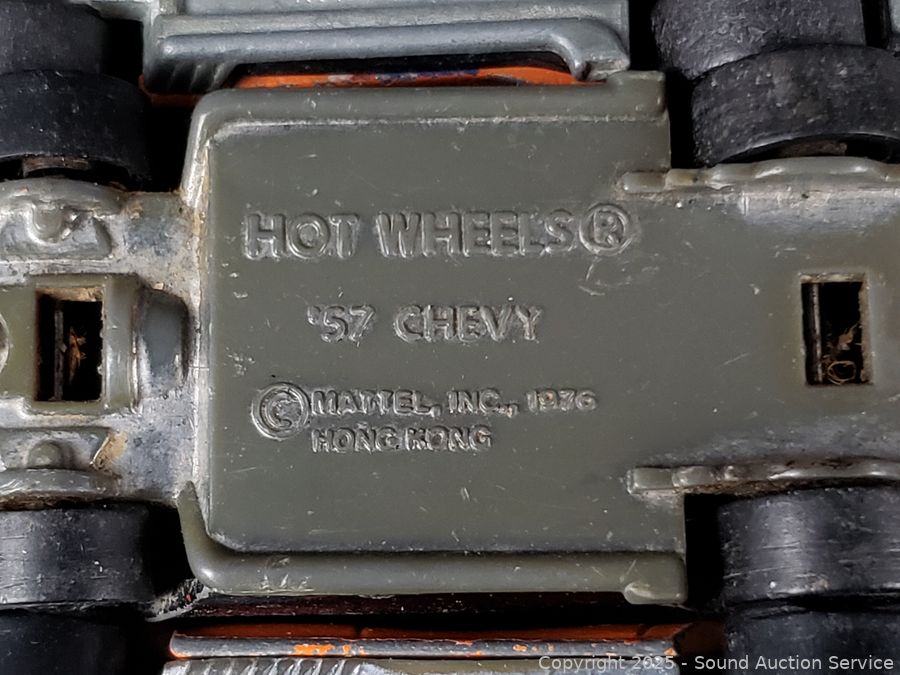 HOT WHEELS®
'57 CHEVY
©MATTEL, INC., 1976
HONG KONG
Copyright 2025 - Sound Auction Service